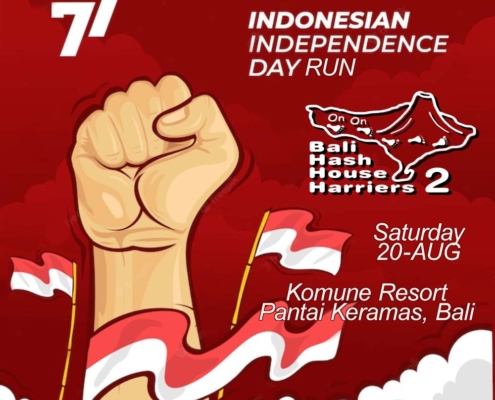 77
INDONESIAN
INDEPENDENCE
DAY RUN
On On
Bali
Hash
House
Harriers 2
Saturday
20-AUG
Komune Resort
Pantai Keramas, Bali